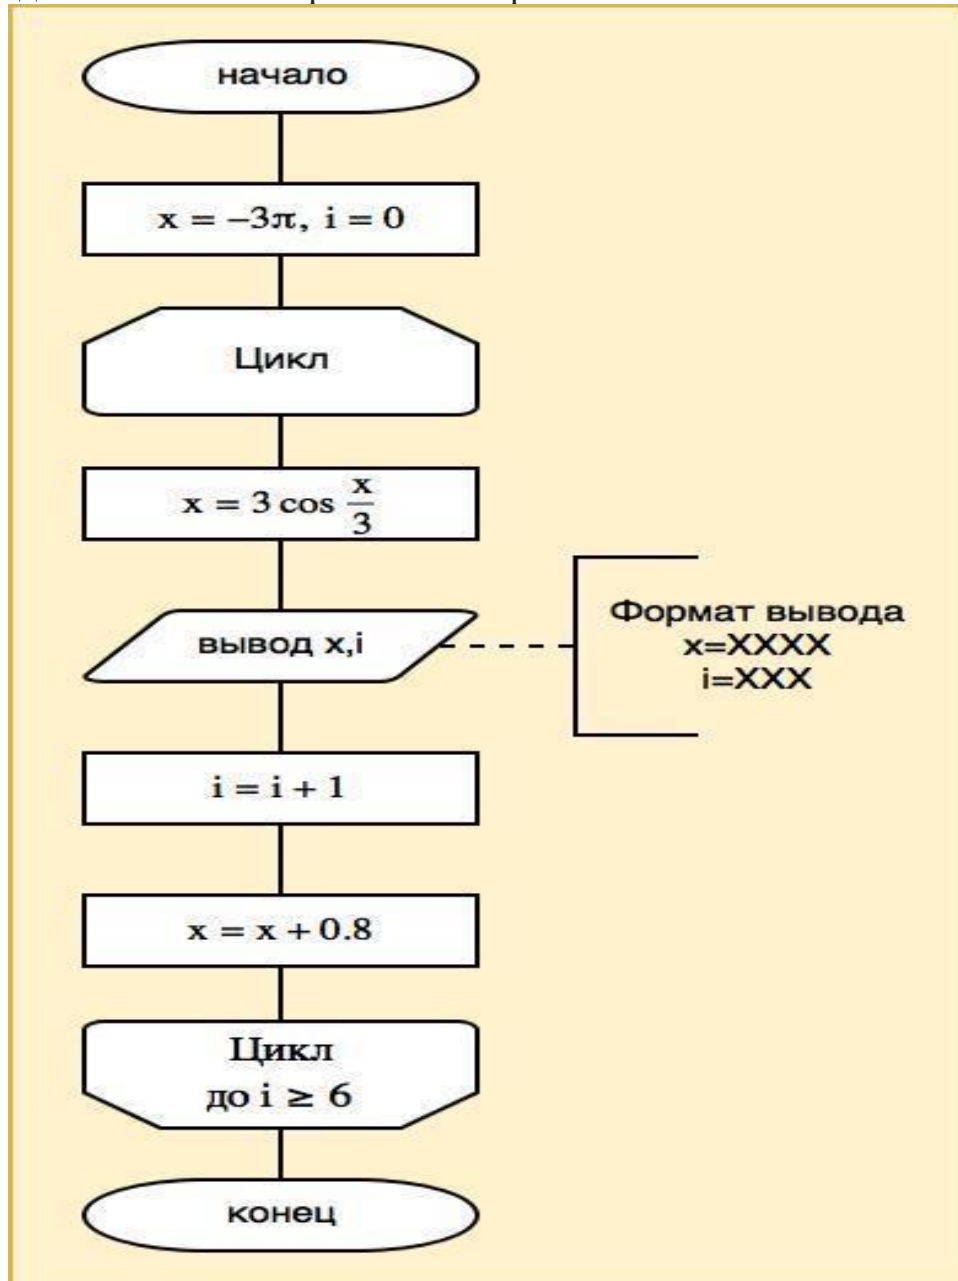 начало
x = –3π, i = 0
Цикл
x = 3 cos x/3
вывод x,i
Формат вывода
x=XXXX
i=XXX
i = i + 1
x = x + 0.8
Цикл
до i ≥ 6
конец